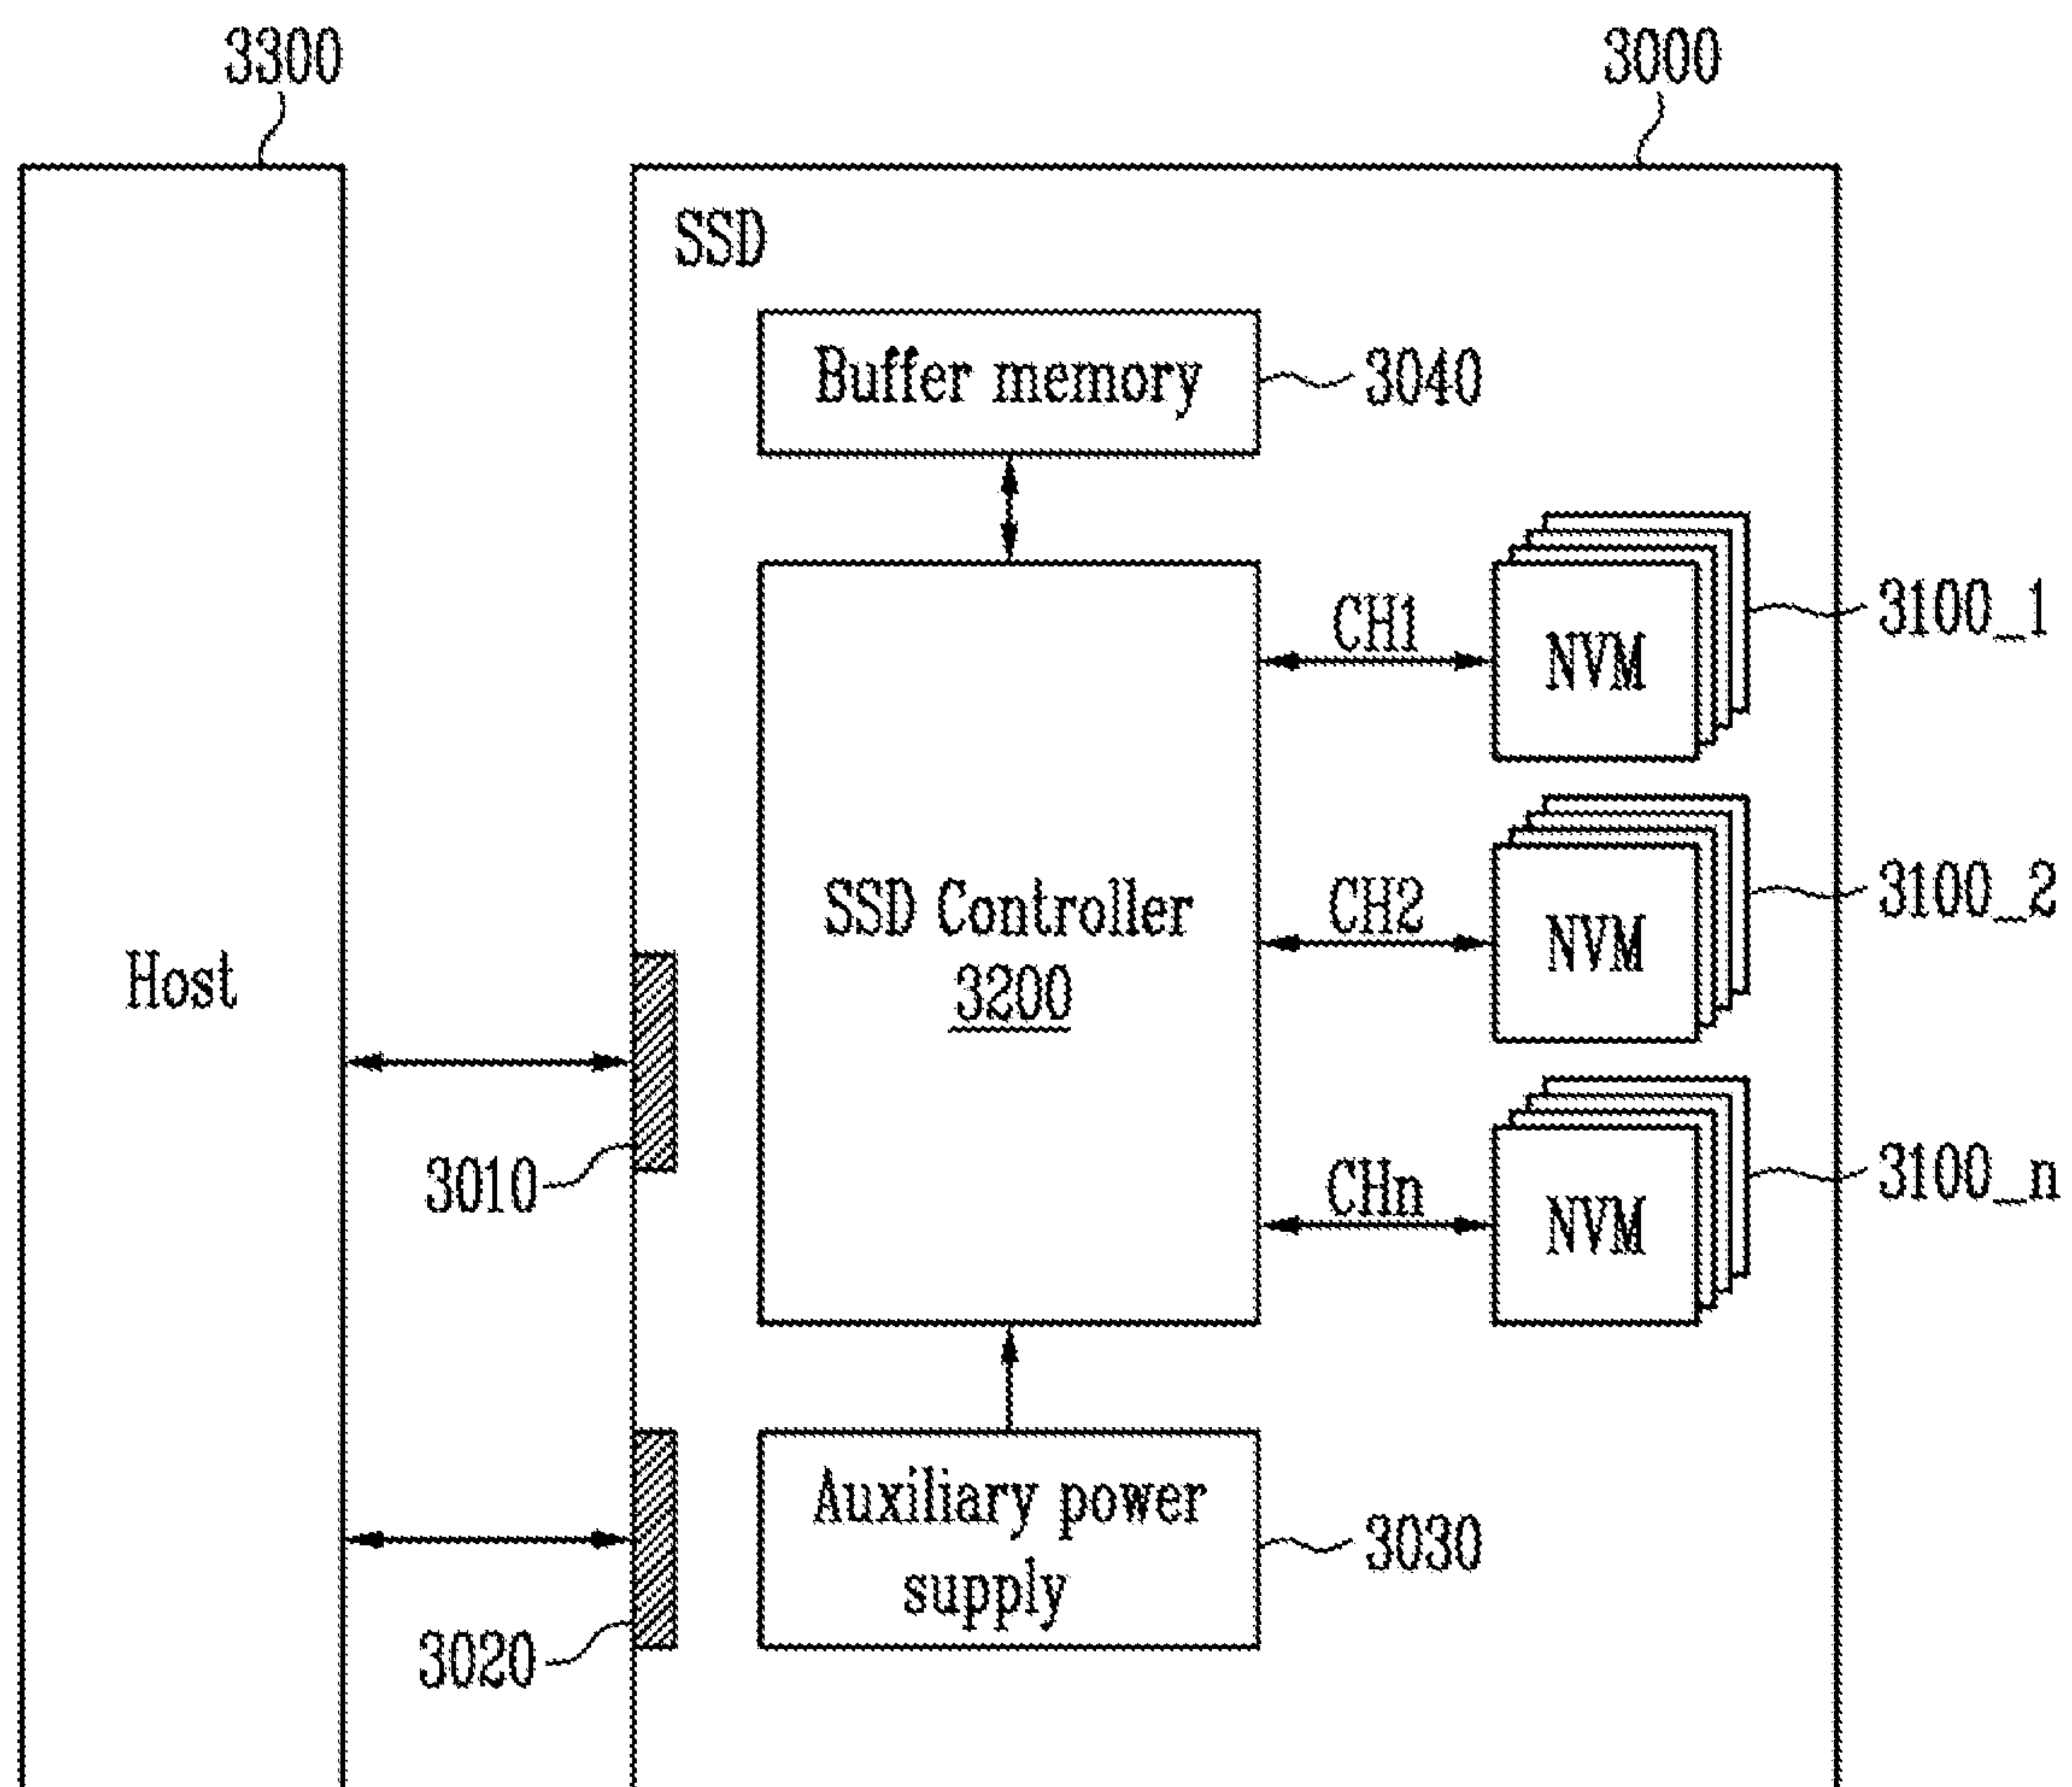 3300
3000
SSD
Buffer memory
3040
CH1
NVM
3100_1
SSD Controller
3200
CH2
NVM
3100_2
Host
3010
CHn
NVM
3100_n
Auxiliary power
supply
3030
3020